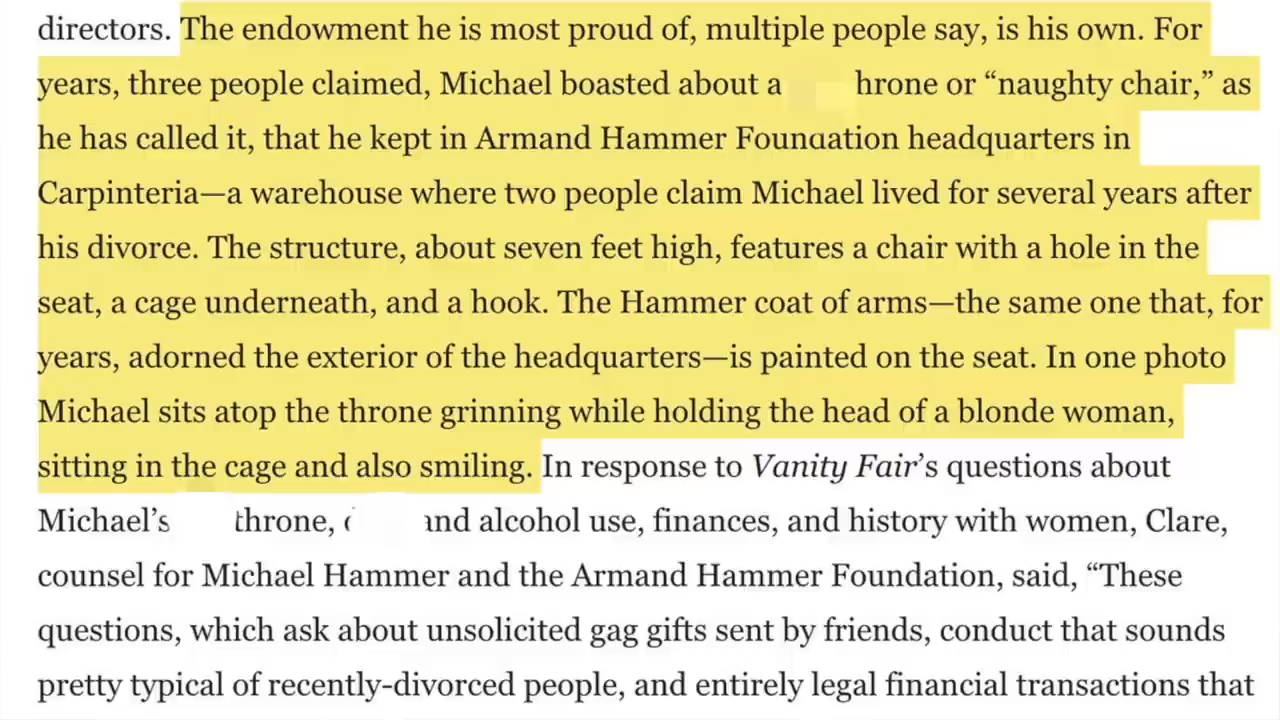 directors. The endowment he is most proud of, multiple people say, is his own. For
years, three people claimed, Michael boasted about a hrone or “naughty chair,” as
he has called it, that he kept in Armand Hammer Foundation headquarters in
Carpinteria—a warehouse where two people claim Michael lived for several years after
his divorce. The structure, about seven feet high, features a chair with a hole in the
seat, a cage underneath, and a hook. The Hammer coat of arms—the same one that, for
years, adorned the exterior of the headquarters—is painted on the seat. In one photo
Michael sits atop the throne grinning while holding the head of a blonde woman,
sitting in the cage and also smiling. In response to Vanity Fair’s questions about
Michael’s throne, and alcohol use, finances, and history with women, Clare,
counsel for Michael Hammer and the Armand Hammer Foundation, said, “These
questions, which ask about unsolicited gag gifts sent by friends, conduct that sounds
pretty typical of recently-divorced people, and entirely legal financial transactions that